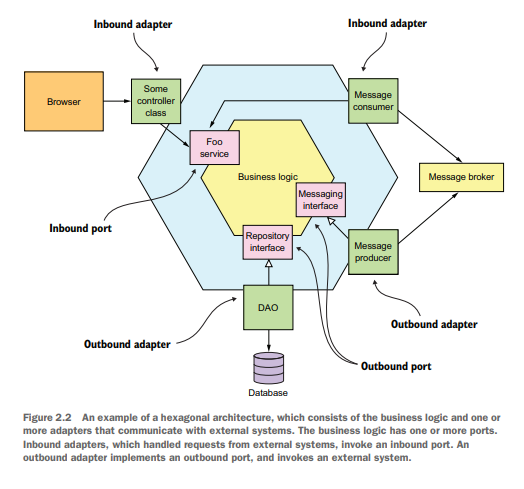 Inbound adapter
Inbound adapter
Browser
Some
controller
class
Message
consumer
Foo
service
Business logic
Message broker
Messaging
interface
Inbound port
Repository
interface
Message
producer
DAO
Outbound adapter
Outbound adapter
Outbound port
Database
Figure 2.2 An example of a hexagonal architecture, which consists of the business logic and one or
more adapters that communicate with external systems. The business logic has one or more ports.
Inbound adapters, which handled requests from external systems, invoke an inbound port. An
outbound adapter implements an outbound port, and invokes an external system.